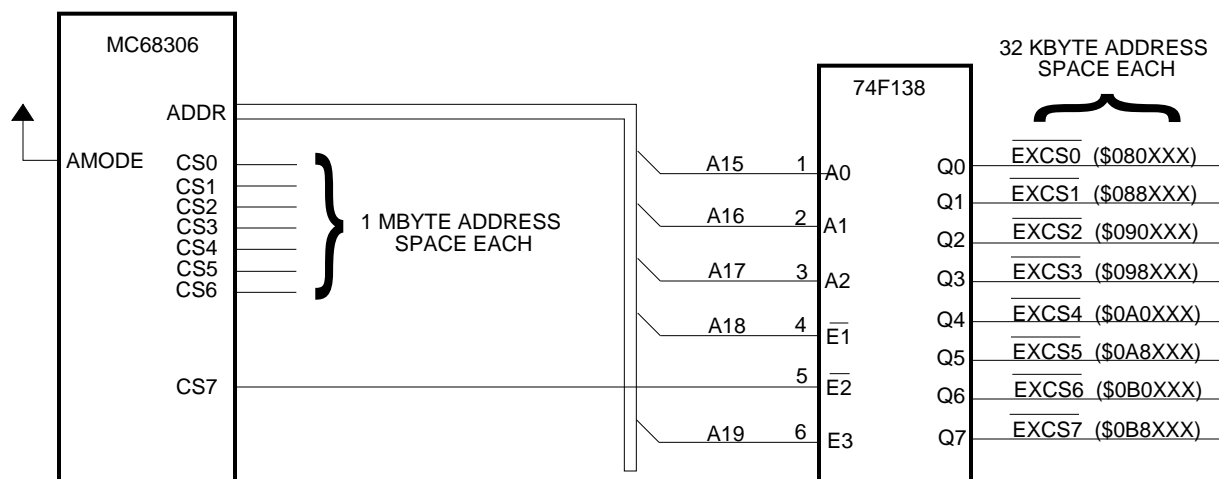 MC68306
ADDR
AMODE
CS0
CS1
CS2
CS3
CS4
CS5
CS6
CS7
1 MBYTE ADDRESS
SPACE EACH
A15
A16
A17
A18
A19
1
2
3
4
5
6
74F138
A0
A1
A2
E1
E2
E3
Q0
Q1
Q2
Q3
Q4
Q5
Q6
Q7
32 KBYTE ADDRESS
SPACE EACH
EXCS0 ($080XXX)
EXCS1 ($088XXX)
EXCS2 ($090XXX)
EXCS3 ($098XXX)
EXCS4 ($0A0XXX)
EXCS5 ($0A8XXX)
EXCS6 ($0B0XXX)
EXCS7 ($0B8XXX)